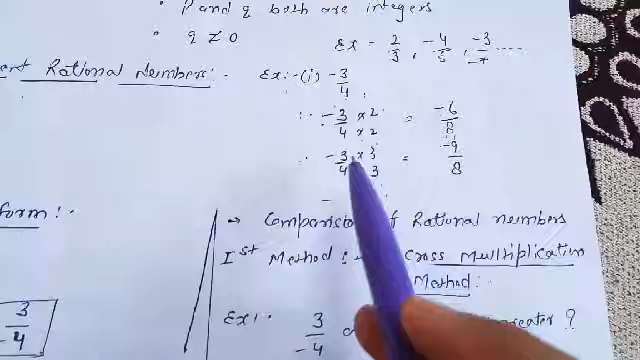 P and q both are integers
q ≠ 0
Ex - 2/3, -4/5, -3/-7 .....
Rational Numbers:-
Ex:-(i) -3/4
-3/4 ×2/×2 = -6/8
-3/4 ×3/3 = -9/8
form:-
3/-4
→ Comparision of Rational numbers
Ist Method: Cross Multiplication
Method:-
Ex: 3/-4 greater ?